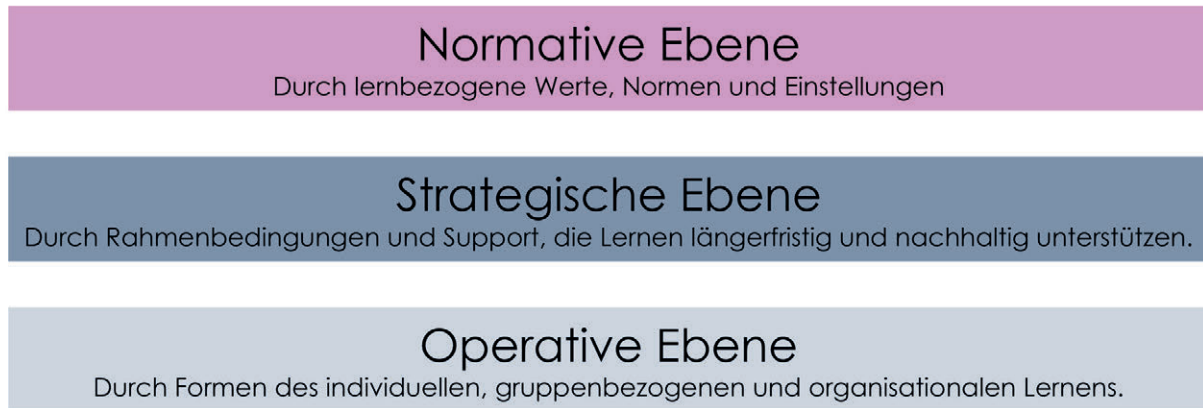 Normative Ebene
Durch lernbezogene Werte, Normen und Einstellungen
Strategische Ebene
Durch Rahmenbedingungen und Support, die Lernen längerfristig und nachhaltig unterstützen.
Operative Ebene
Durch Formen des individuellen, gruppenbezogenen und organisationalen Lernens.